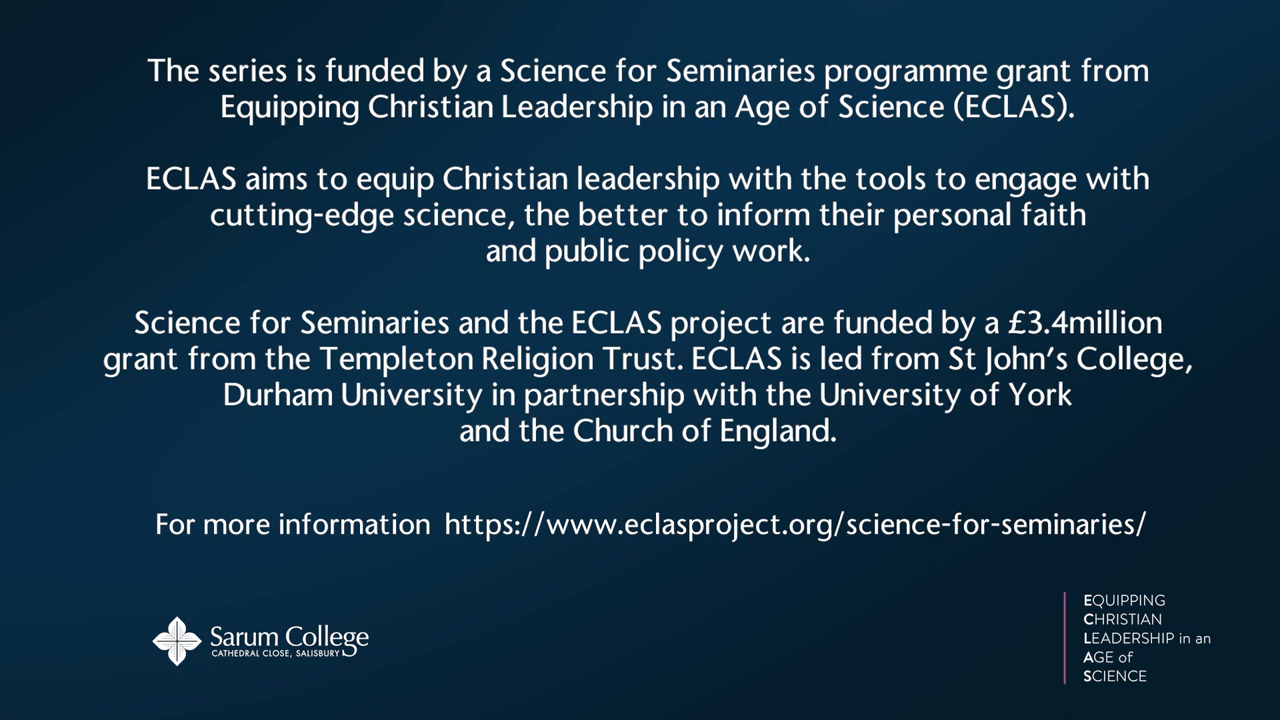 The series is funded by a Science for Seminaries programme grant from
Equipping Christian Leadership in an Age of Science (ECLAS).
ECLAS aims to equip Christian leadership with the tools to engage with
cutting-edge science, the better to inform their personal faith
and public policy work.
Science for Seminaries and the ECLAS project are funded by a £3.4million
grant from the Templeton Religion Trust. ECLAS is led from St John's College,
Durham University in partnership with the University of York
and the Church of England.
For more information https://www.eclasproject.org/science-for-seminaries/
Sarum College
CATHEDRAL CLOSE, SALISBURY
EQUIPPING
CHRISTIAN
LEADERSHIP in an
AGE of
SCIENCE